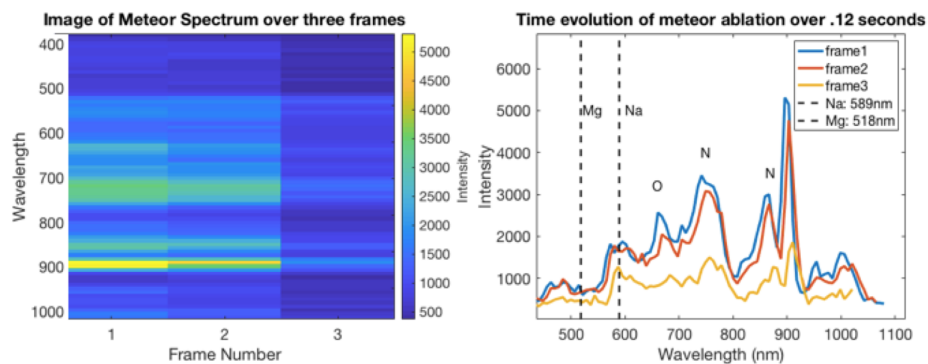 Image of Meteor Spectrum over three frames
Wavelength
400
500
600
700
800
900
1000
1
2
3
Frame Number
5000
4500
4000
3500
3000
2500
2000
1500
1000
500
Intensity
Time evolution of meteor ablation over .12 seconds
Intensity
6000
5000
4000
3000
2000
1000
Mg
Na
O
N
N
frame1
frame2
frame3
Na: 589nm
Mg: 518nm
500
600
700
800
900
1000
1100
Wavelength (nm)